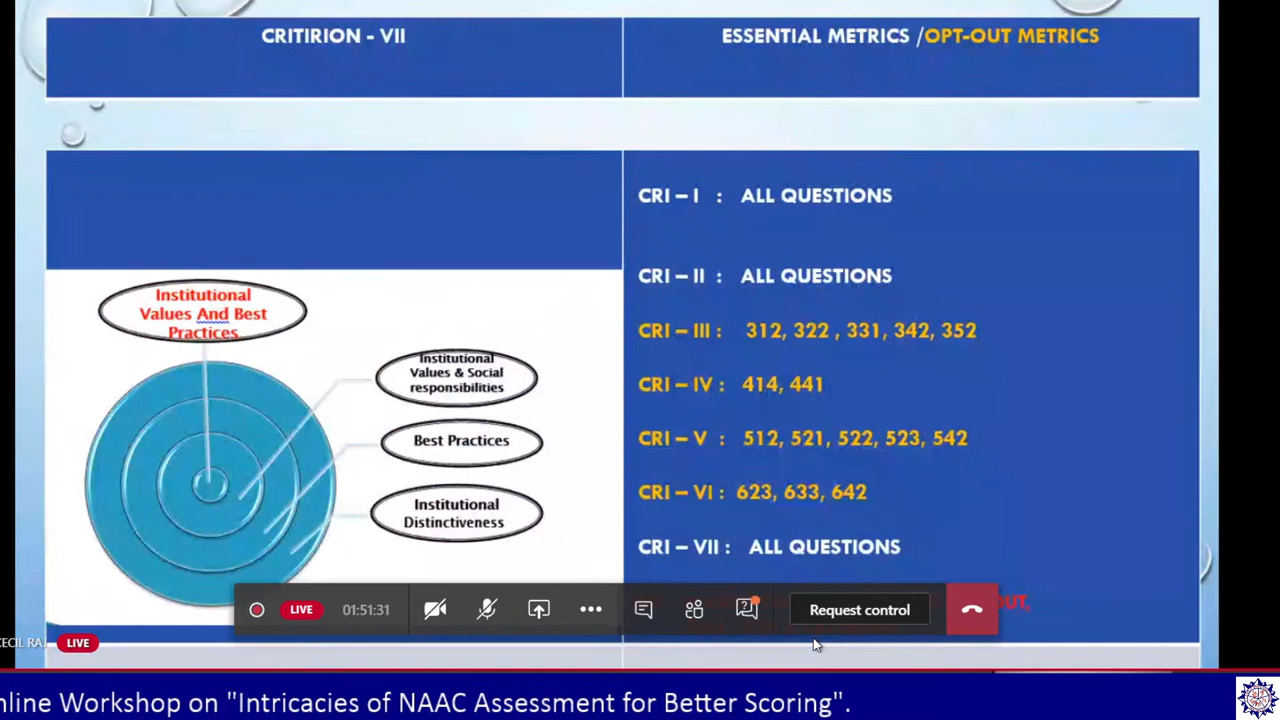 CRITIRION - VII
ESSENTIAL METRICS /OPT-OUT METRICS
CRI – I : ALL QUESTIONS
CRI – II : ALL QUESTIONS
CRI – III : 312, 322 , 331, 342, 352
CRI – IV : 414, 441
CRI – V : 512, 521, 522, 523, 542
CRI – VI : 623, 633, 642
CRI – VII : ALL QUESTIONS
Institutional
Values And Best
Practices
Institutional
Values & Social
responsibilities
Best Practices
Institutional
Distinctiveness
LIVE
01:51:31
Request control
CECIL RAJ
LIVE
nline Workshop on "Intricacies of NAAC Assessment for Better Scoring".